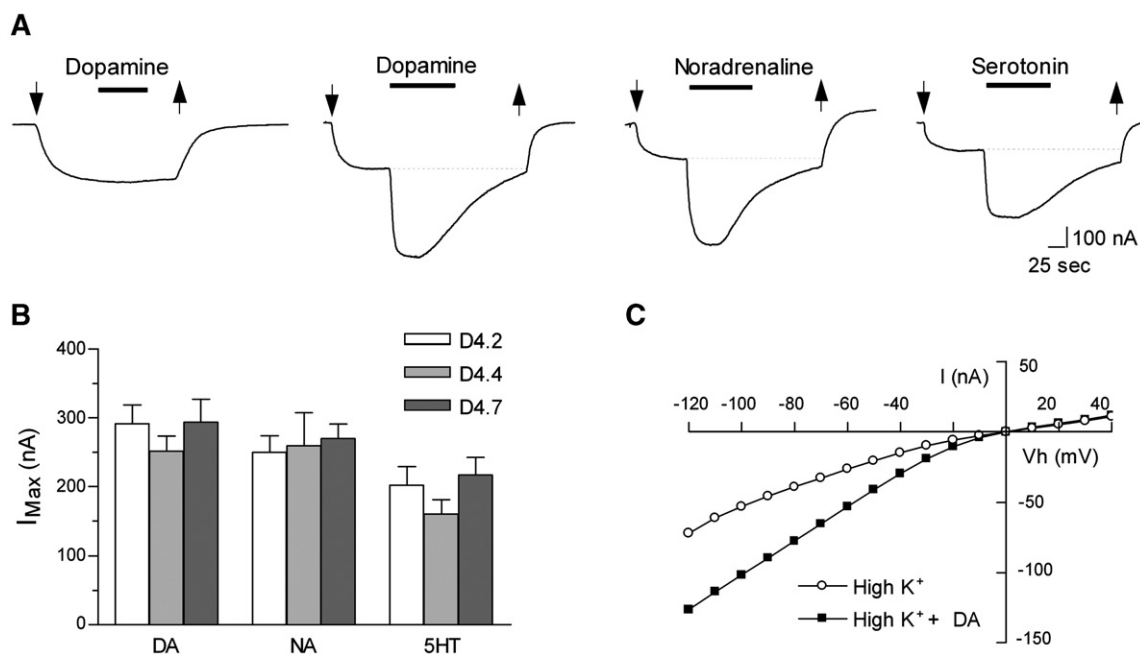 A
Dopamine
Dopamine
Noradrenaline
Serotonin
100 nA
25 sec
B
400
300
200
100
0
I Max (nA)
D4.2
D4.4
D4.7
DA
NA
5HT
C
I (nA)
50
-120 -100 -80 -60 -40
20 40
Vh (mV)
-50
-100
-150
High K+
High K+ + DA